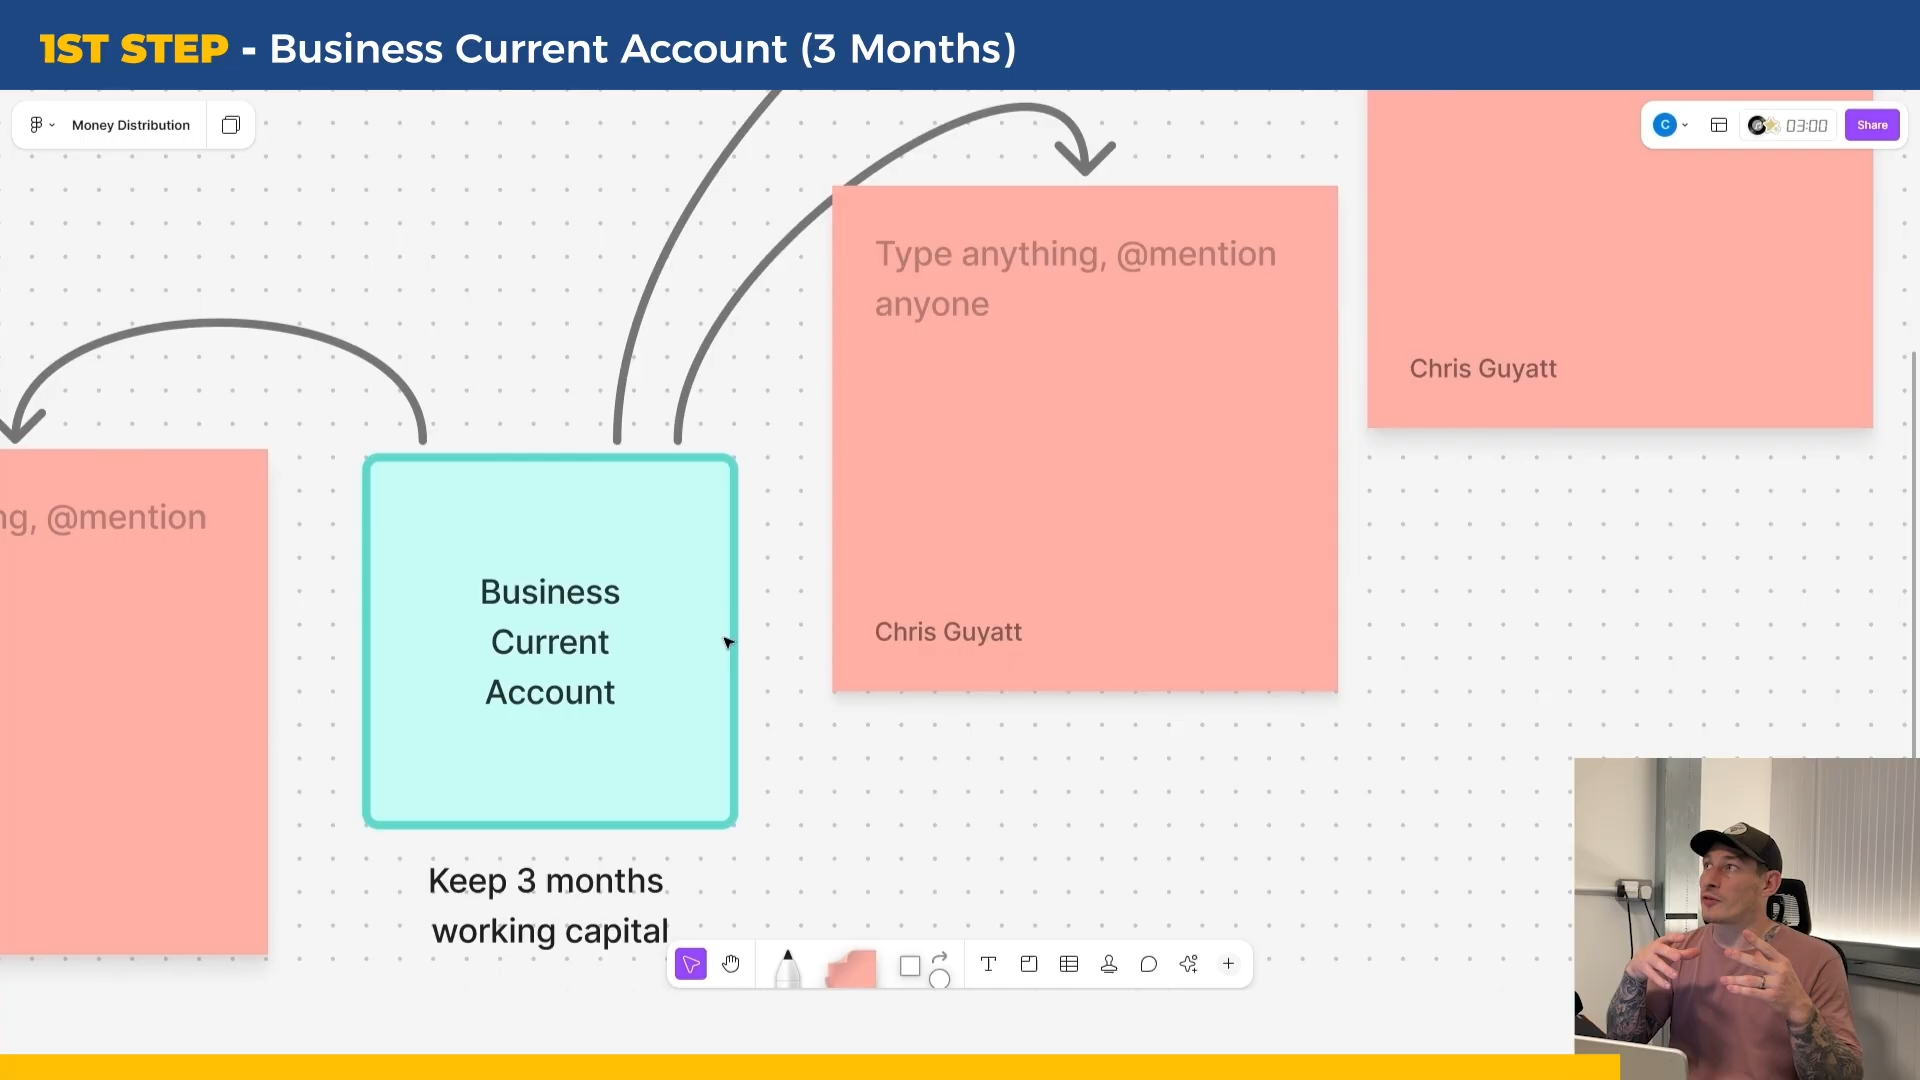 1ST STEP - Business Current Account (3 Months)
Money Distribution
C
03:00
Share
Type anything, @mention
anyone
Chris Guyatt
Chris Guyatt
ng, @mention
Business
Current
Account
Keep 3 months
working capital